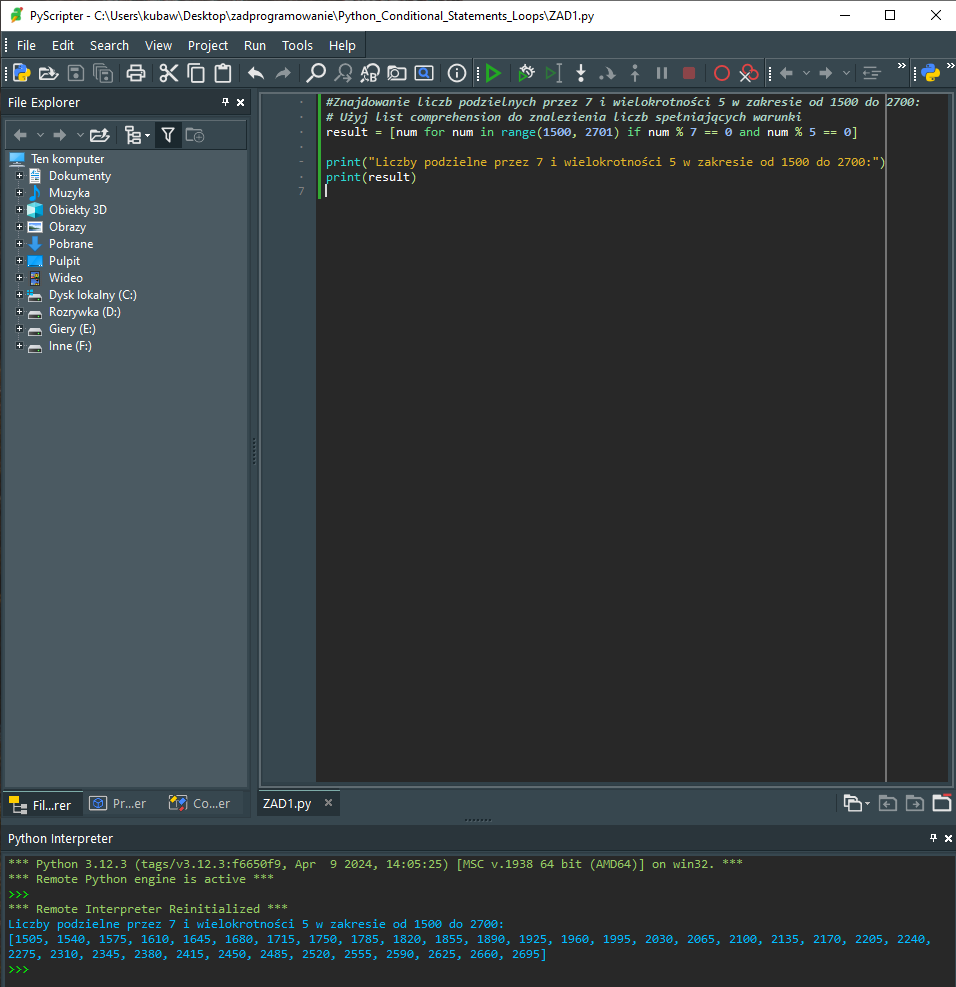 PyScripter - C:\Users\kubaw\Desktop\zadprogramowanie\Python_Conditional_Statements_Loops\ZAD1.py
File Edit Search View Project Run Tools Help
File Explorer
Ten komputer
Dokumenty
Muzyka
Obiekty 3D
Obrazy
Pobrane
Pulpit
Wideo
Dysk lokalny (C:)
Rozrywka (D:)
Giery (E:)
Inne (F:)
Fil...rer Pr...er Co...er
#Znajdowanie liczb podzielnych przez 7 i wielokrotności 5 w zakresie od 1500 do 2700:
# Użyj list comprehension do znalezienia liczb spełniających warunki
result = [num for num in range(1500, 2701) if num % 7 == 0 and num % 5 == 0]
print("Liczby podzielne przez 7 i wielokrotności 5 w zakresie od 1500 do 2700:")
print(result)
7
ZAD1.py
Python Interpreter
*** Python 3.12.3 (tags/v3.12.3:f6650f9, Apr  9 2024, 14:05:25) [MSC v.1938 64 bit (AMD64)] on win32. ***
*** Remote Python engine is active ***
>>>
*** Remote Interpreter Reinitialized ***
Liczby podzielne przez 7 i wielokrotności 5 w zakresie od 1500 do 2700:
[1505, 1540, 1575, 1610, 1645, 1680, 1715, 1750, 1785, 1820, 1855, 1890, 1925, 1960, 1995, 2030, 2065, 2100, 2135, 2170, 2205, 2240,
2275, 2310, 2345, 2380, 2415, 2450, 2485, 2520, 2555, 2590, 2625, 2660, 2695]
>>>